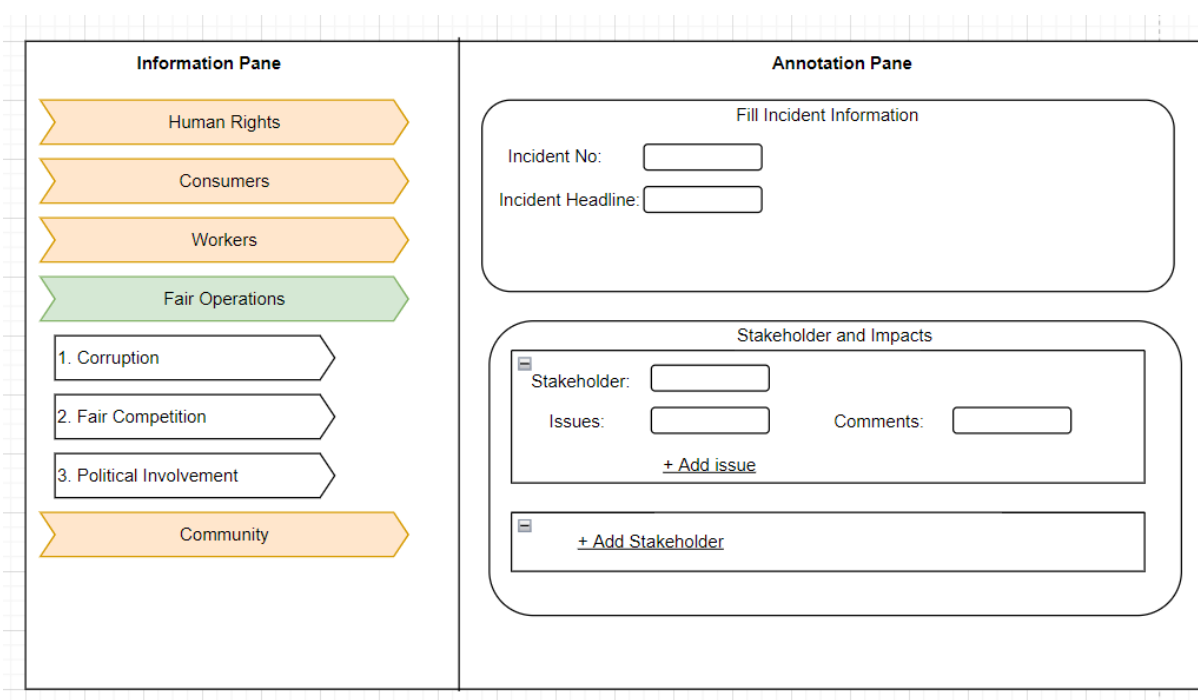 Information Pane
Human Rights
Consumers
Workers
Fair Operations
1. Corruption
2. Fair Competition
3. Political Involvement
Community
Annotation Pane
Fill Incident Information
Incident No:
Incident Headline:
Stakeholder and Impacts
Stakeholder:
Issues: Comments:
+ Add issue
+ Add Stakeholder